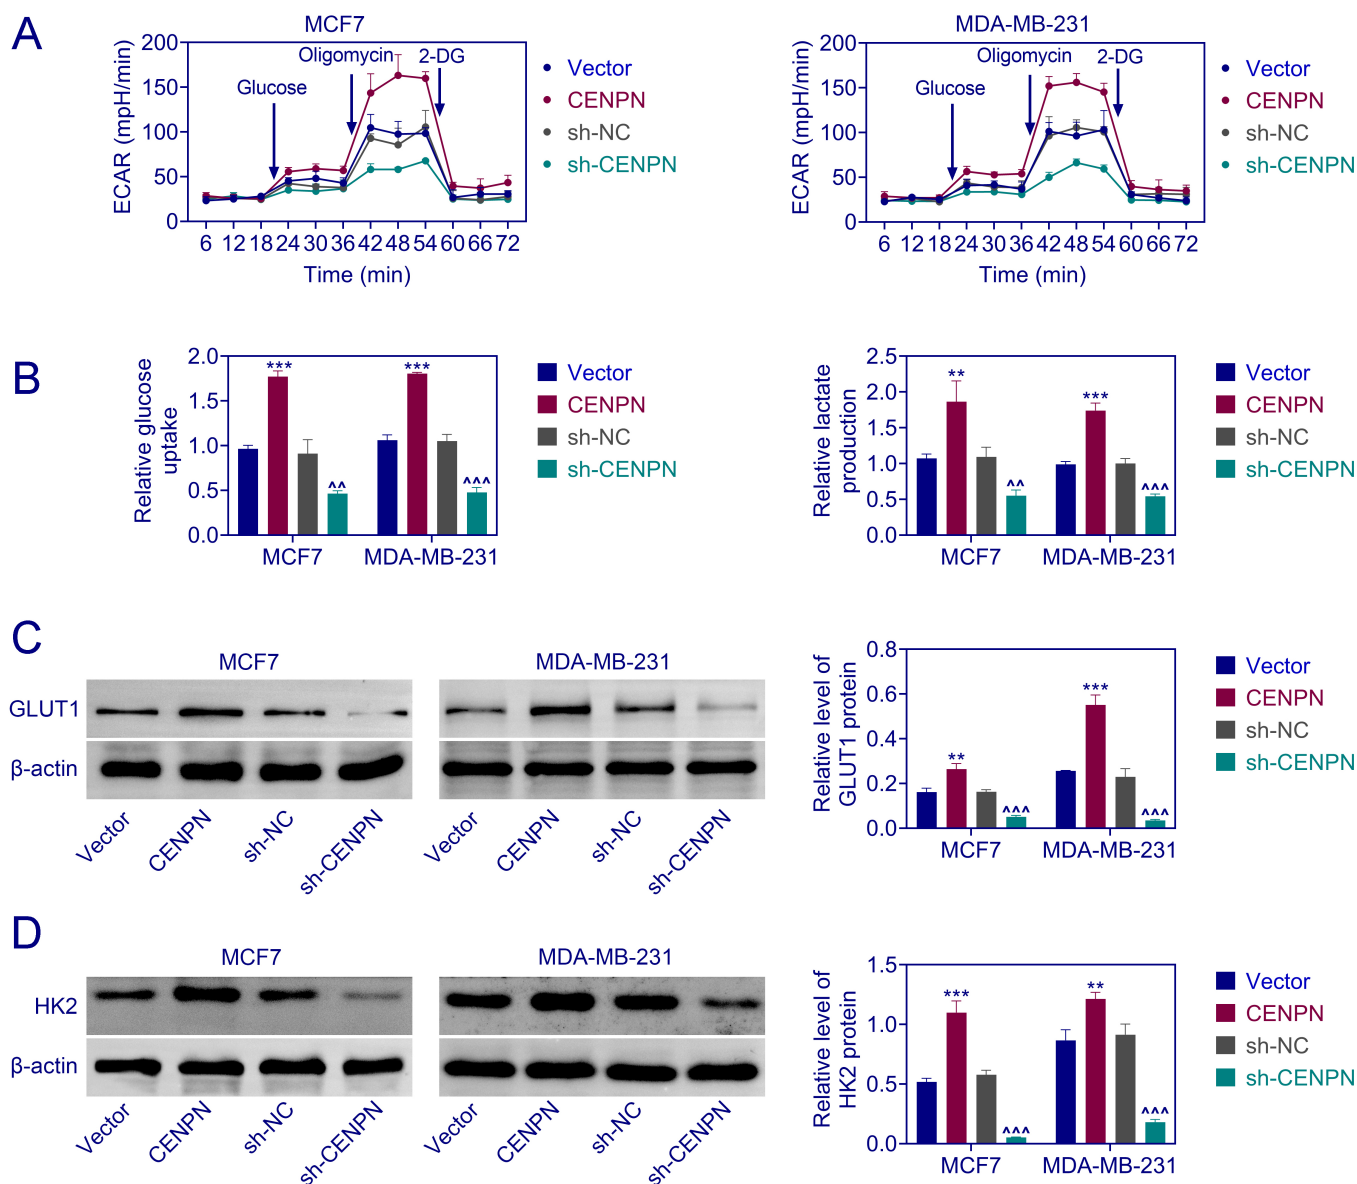 A
MCF7
ECAR (mpH/min)
200
150
100
50
0
Glucose
Oligomycin
2-DG
6 12 18 24 30 36 42 48 54 60 66 72
Time (min)
Vector
CENPN
sh-NC
sh-CENPN
MDA-MB-231
ECAR (mpH/min)
200
150
100
50
0
Glucose
Oligomycin
2-DG
6 12 18 24 30 36 42 48 54 60 66 72
Time (min)
Vector
CENPN
sh-NC
sh-CENPN
B
Relative glucose
uptake
2.0
1.5
1.0
0.5
0.0
***
^^
***
^^^
MCF7 MDA-MB-231
Vector
CENPN
sh-NC
sh-CENPN
Relative lactate
production
2.5
2.0
1.5
1.0
0.5
0.0
**
^^
***
^^^
MCF7 MDA-MB-231
Vector
CENPN
sh-NC
sh-CENPN
C
MCF7
MDA-MB-231
GLUT1
β-actin
Vector
CENPN
sh-NC
sh-CENPN
Vector
CENPN
sh-NC
sh-CENPN
Relative level of
GLUT1 protein
0.8
0.6
0.4
0.2
0.0
**
^^^
***
^^^
MCF7 MDA-MB-231
Vector
CENPN
sh-NC
sh-CENPN
D
MCF7
MDA-MB-231
HK2
β-actin
Vector
CENPN
sh-NC
sh-CENPN
Vector
CENPN
sh-NC
sh-CENPN
Relative level of
HK2 protein
1.5
1.0
0.5
0.0
***
^^^
**
^^^
MCF7 MDA-MB-231
Vector
CENPN
sh-NC
sh-CENPN